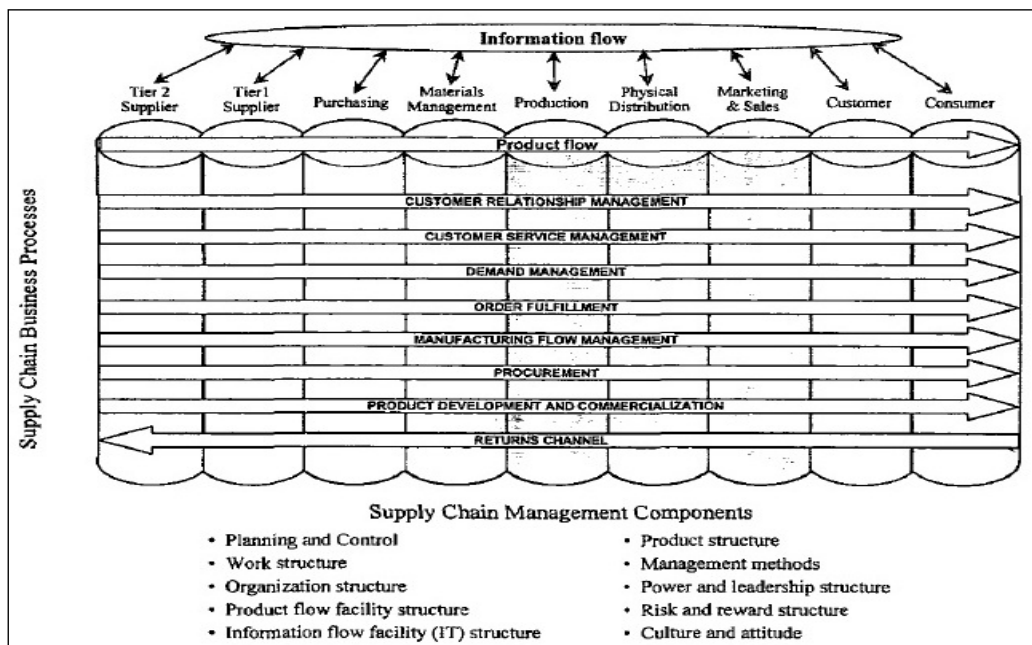 Information flow
Tier 2
Supplier
Tier1
Supplier
Purchasing
Materials
Management
Production
Physical
Distribution
Marketing
& Sales
Customer
Consumer
Product flow
Supply Chain Business Processes
CUSTOMER RELATIONSHIP MANAGEMENT
CUSTOMER SERVICE MANAGEMENT
DEMAND MANAGEMENT
ORDER FULFILLMENT
MANUFACTURING FLOW MANAGEMENT
PROCUREMENT
PRODUCT DEVELOPMENT AND COMMERCIALIZATION
RETURNS CHANNEL
Supply Chain Management Components
• Planning and Control
• Work structure
• Organization structure
• Product flow facility structure
• Information flow facility (IT) structure
• Product structure
• Management methods
• Power and leadership structure
• Risk and reward structure
• Culture and attitude